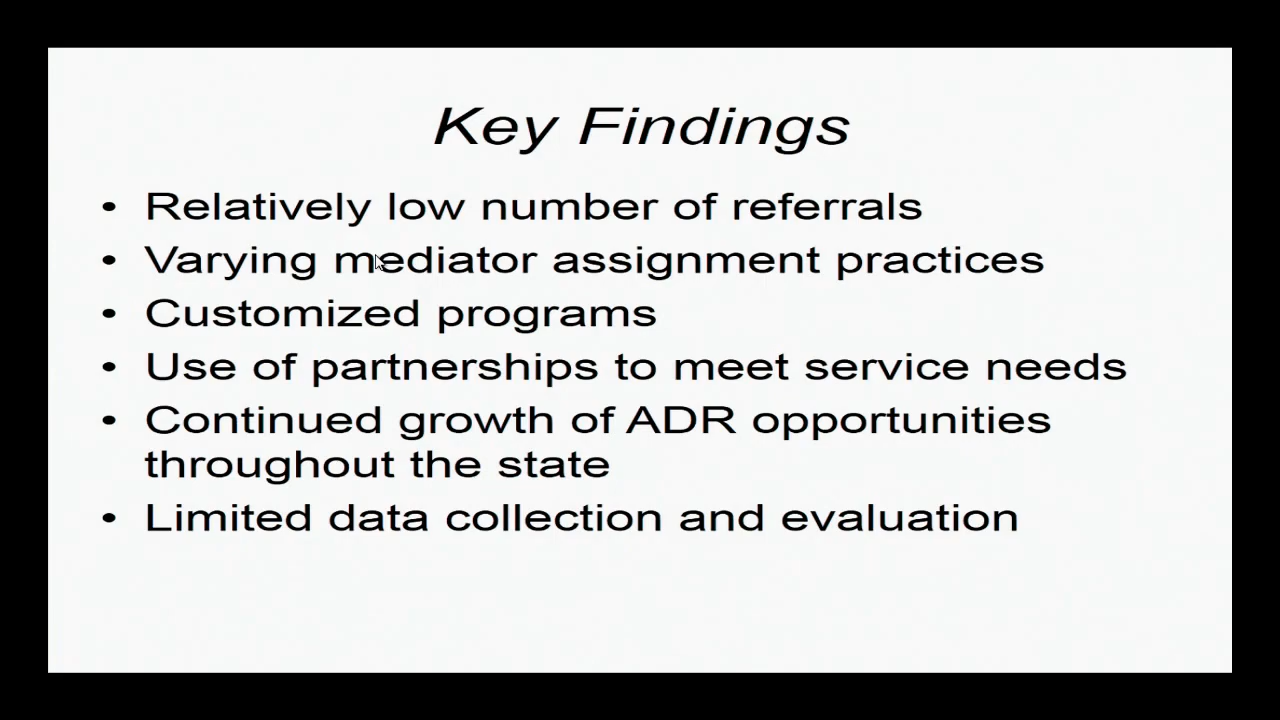 Key Findings
• Relatively low number of referrals
• Varying mediator assignment practices
• Customized programs
• Use of partnerships to meet service needs
• Continued growth of ADR opportunities
throughout the state
• Limited data collection and evaluation